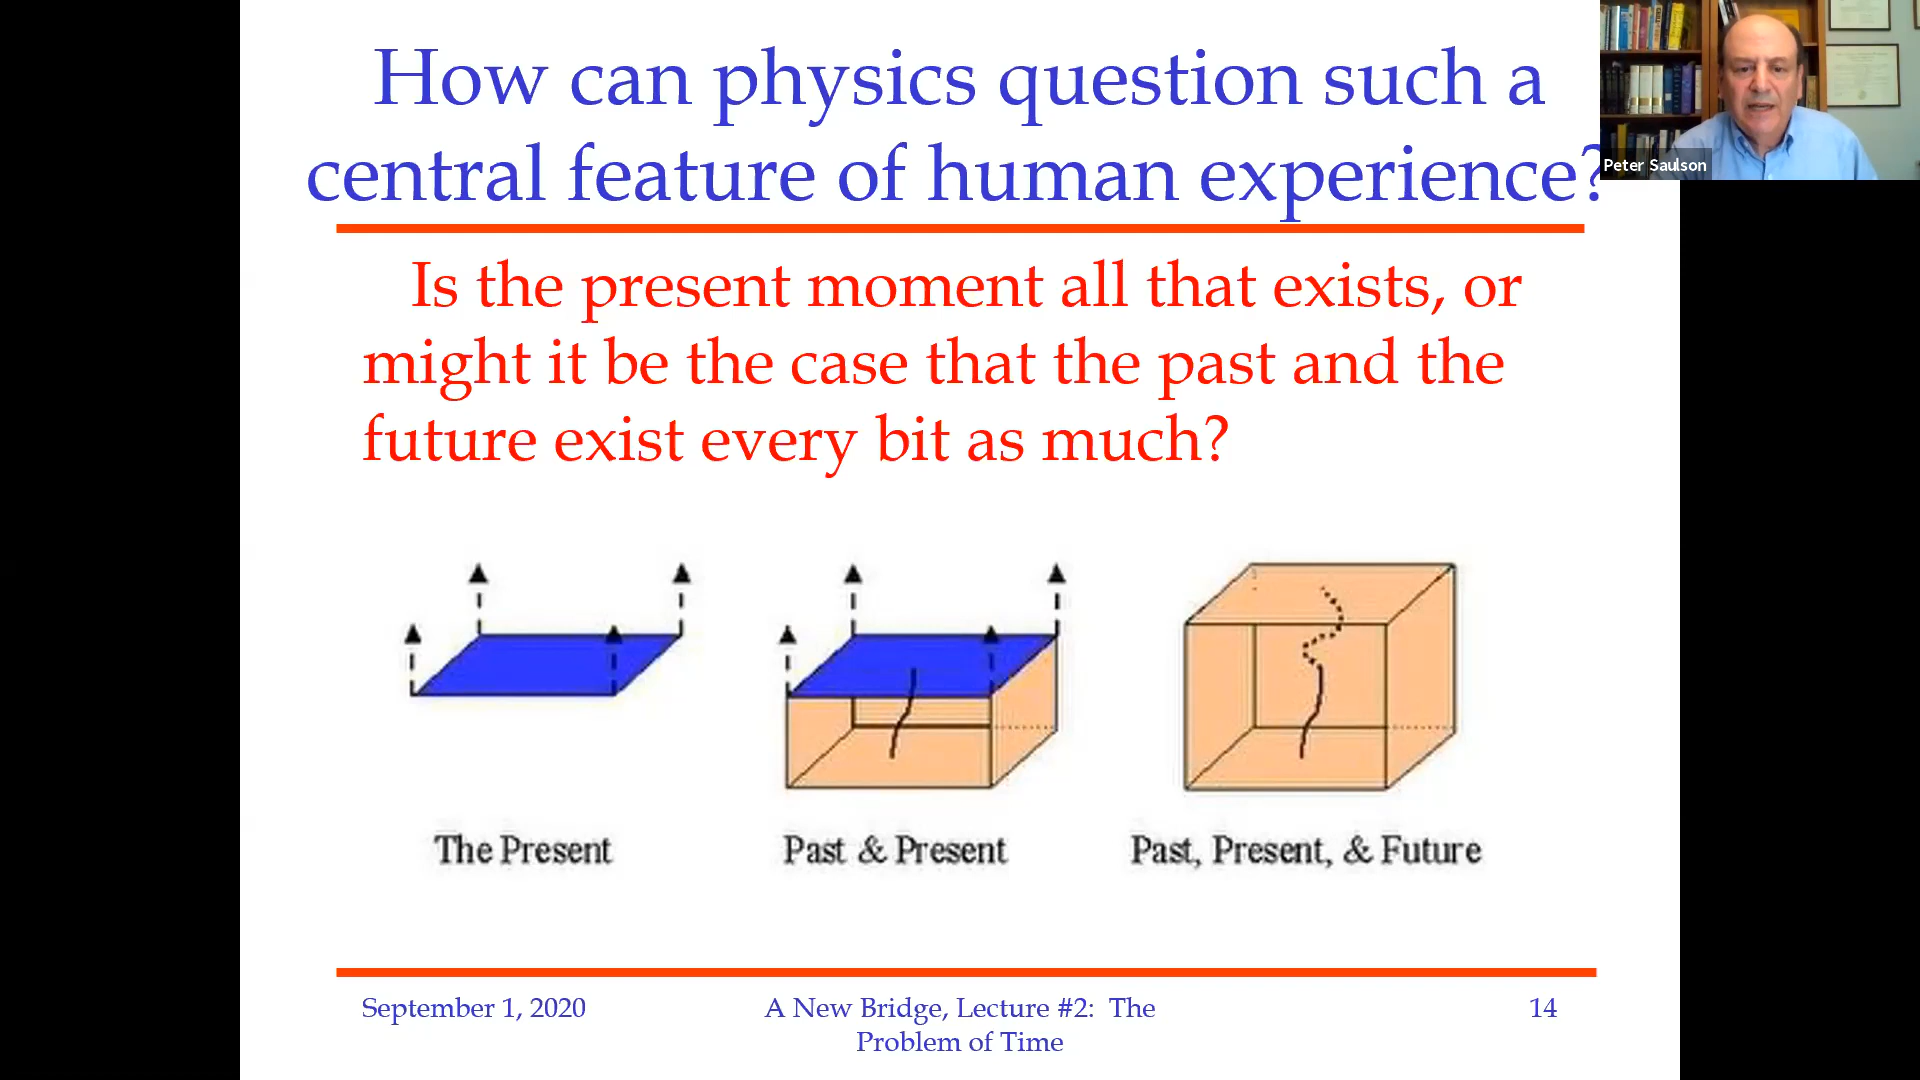 How can physics question such a
central feature of human experience?
Peter Saulson
Is the present moment all that exists, or
might it be the case that the past and the
future exist every bit as much?
The Present
Past & Present
Past, Present, & Future
September 1, 2020
A New Bridge, Lecture #2: The
Problem of Time
14